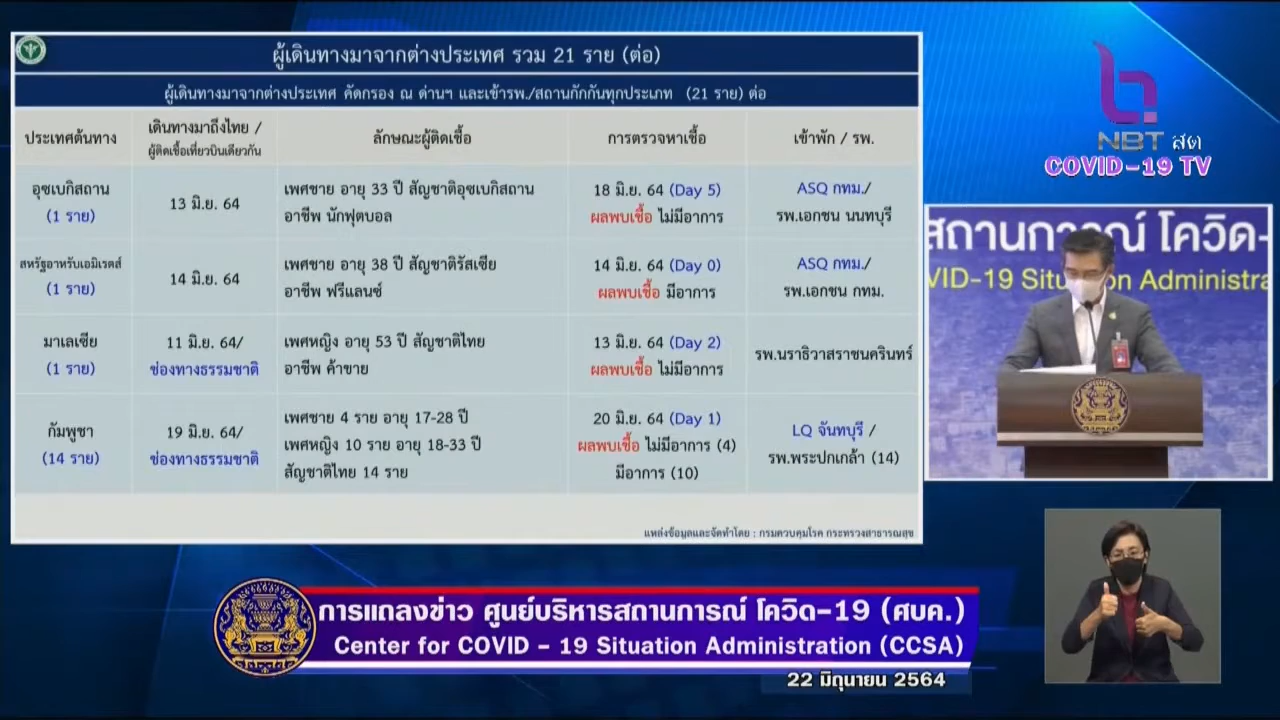 ผู้เดินทางมาจากต่างประเทศ รวม 21 ราย (ต่อ)
ผู้เดินทางมาจากต่างประเทศ คัดกรอง ณ ด่านฯ และเข้ารพ./สถานกักกันทุกประเภท (21 ราย) ต่อ
ประเทศต้นทาง
เดินทางมาถึงไทย /
ผู้ติดเชื้อเที่ยวบินเดียวกัน
ลักษณะผู้ติดเชื้อ
การตรวจหาเชื้อ
เข้าพัก / รพ.
อุซเบกิสถาน
(1 ราย)
13 มิ.ย. 64
เพศชาย อายุ 33 ปี สัญชาติอุซเบกิสถาน
อาชีพ นักฟุตบอล
18 มิ.ย. 64 (Day 5)
ผลพบเชื้อ ไม่มีอาการ
ASQ กทม./
รพ.เอกชน นนทบุรี
สหรัฐอาหรับเอมิเรตส์
(1 ราย)
14 มิ.ย. 64
เพศชาย อายุ 38 ปี สัญชาติรัสเซีย
อาชีพ ฟรีแลนซ์
14 มิ.ย. 64 (Day 0)
ผลพบเชื้อ มีอาการ
ASQ กทม./
รพ.เอกชน กทม.
มาเลเซีย
(1 ราย)
11 มิ.ย. 64/
ช่องทางธรรมชาติ
เพศหญิง อายุ 53 ปี สัญชาติไทย
อาชีพ ค้าขาย
13 มิ.ย. 64 (Day 2)
ผลพบเชื้อ ไม่มีอาการ
รพ.นราธิวาสราชนครินทร์
กัมพูชา
(14 ราย)
19 มิ.ย. 64/
ช่องทางธรรมชาติ
เพศชาย 4 ราย อายุ 17-28 ปี
เพศหญิง 10 ราย อายุ 18-33 ปี
สัญชาติไทย 14 ราย
20 มิ.ย. 64 (Day 1)
ผลพบเชื้อ ไม่มีอาการ (4)
มีอาการ (10)
LQ จันทบุรี /
รพ.พระปกเกล้า (14)
แหล่งข้อมูลและจัดทำโดย : กรมควบคุมโรค กระทรวงสาธารณสุข
NBT สด
COVID-19 TV
สถานการณ์ โควิด-
VID-19 Situation Administra
การแถลงข่าว ศูนย์บริหารสถานการณ์ โควิด-19 (ศบค.)
Center for COVID - 19 Situation Administration (CCSA)
22 มิถุนายน 2564